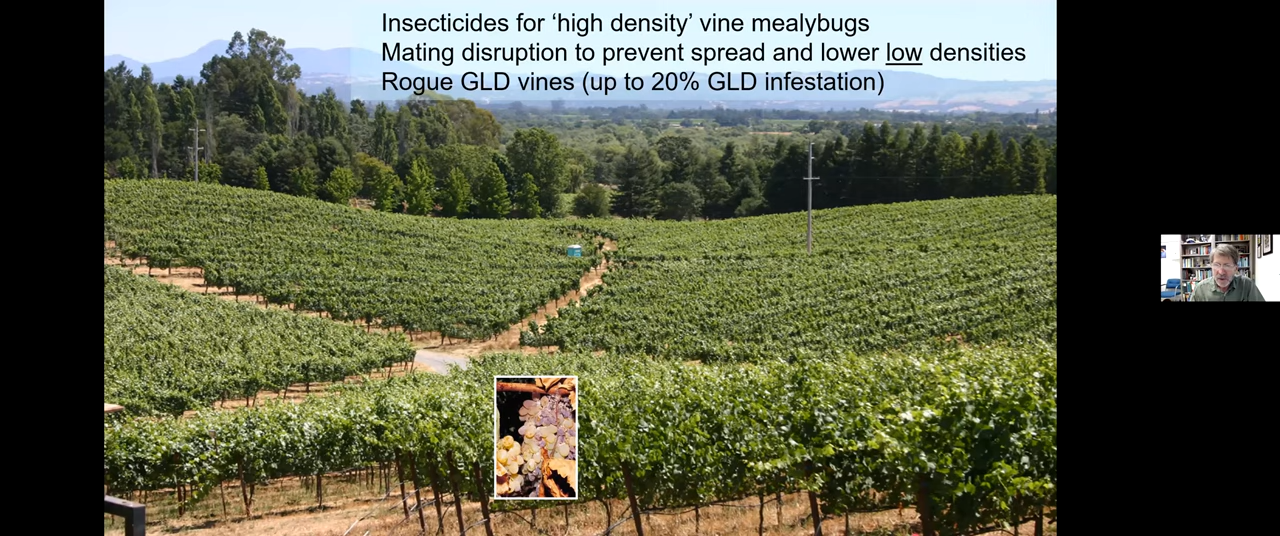 Insecticides for ‘high density’ vine mealybugs
Mating disruption to prevent spread and lower low densities
Rogue GLD vines (up to 20% GLD infestation)